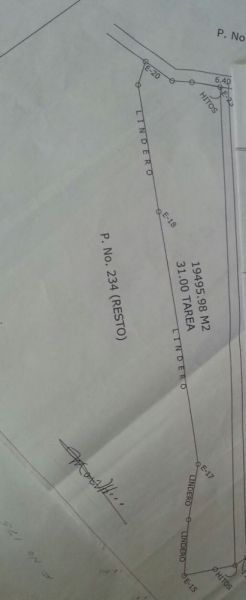 P. No
6.40
E-20
E-22
HITOS
LINDERO
E-18
19495.98 M2
31.00 TAREA
P. No. 234 (RESTO)
LINDERO
E-17
LINDERO
LINDERO
E-15
HITOS